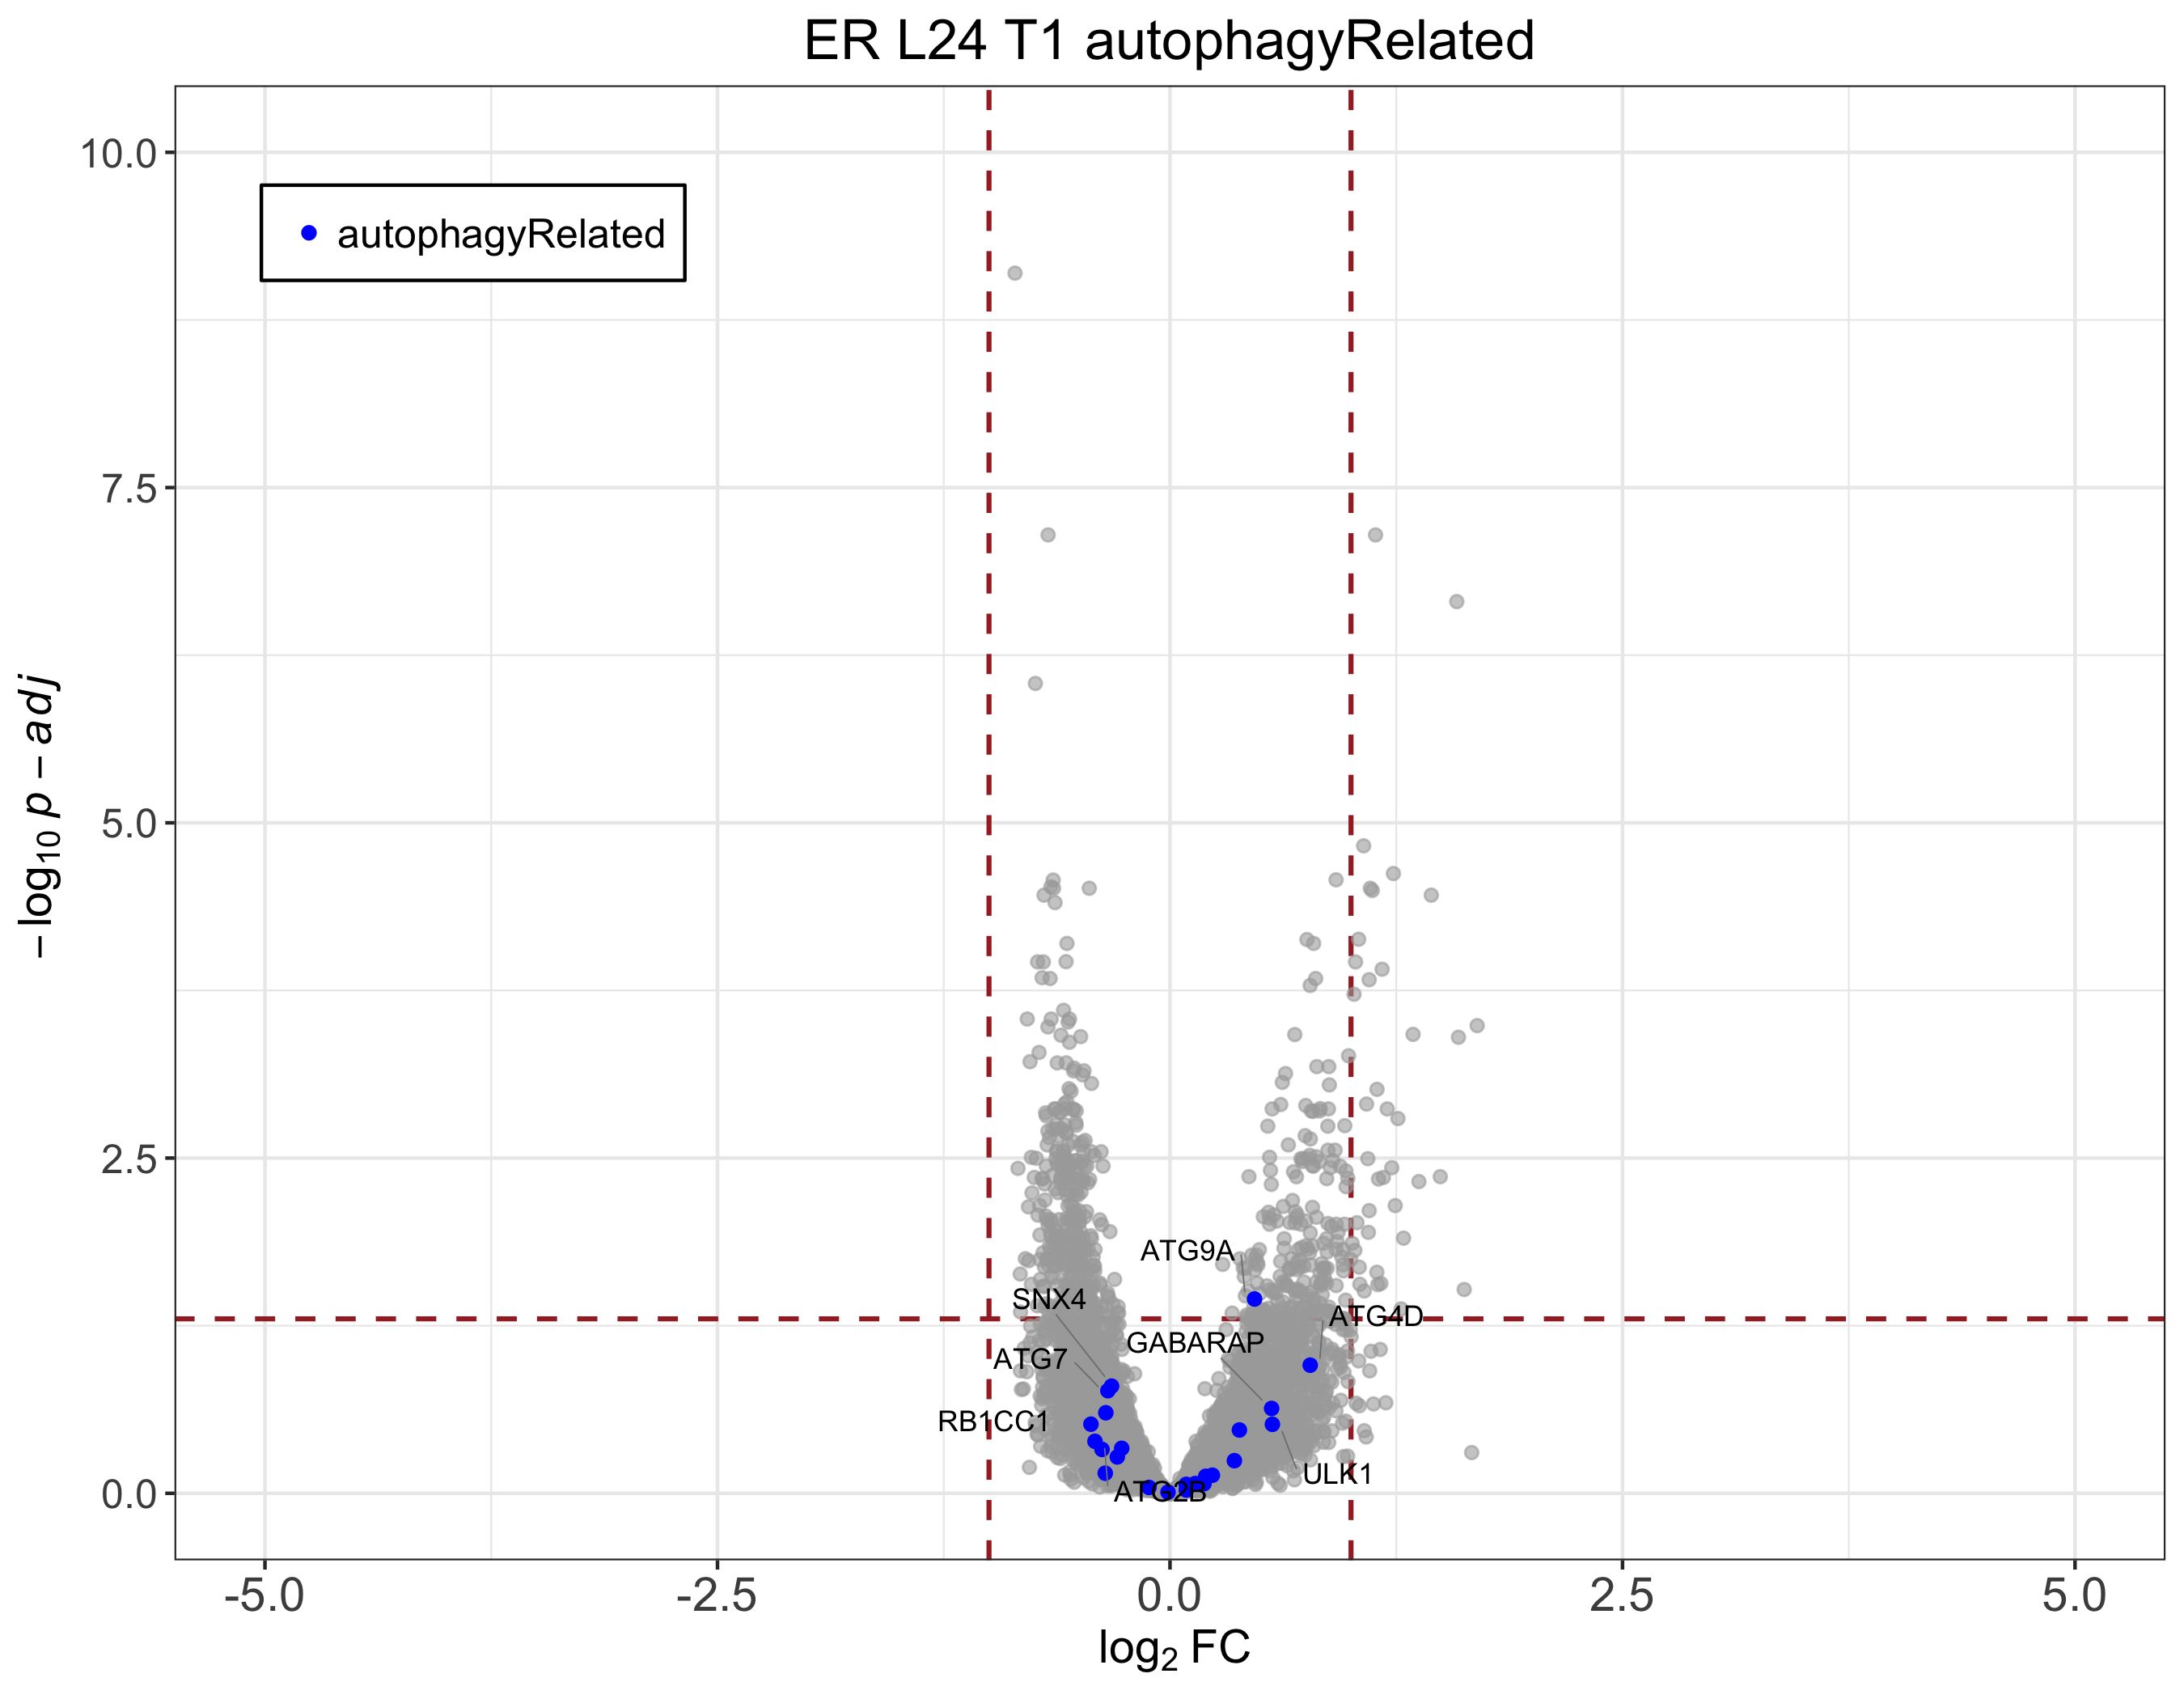 ER L24 T1 autophagyRelated
10.0
autophagyRelated
7.5
5.0
2.5
0.0
−log10 p − adj
ATG9A
SNX4
ATG4D
GABARAP
ATG7
RB1CC1
ULK1
ATG2B
-5.0
-2.5
0.0
2.5
5.0
log2 FC